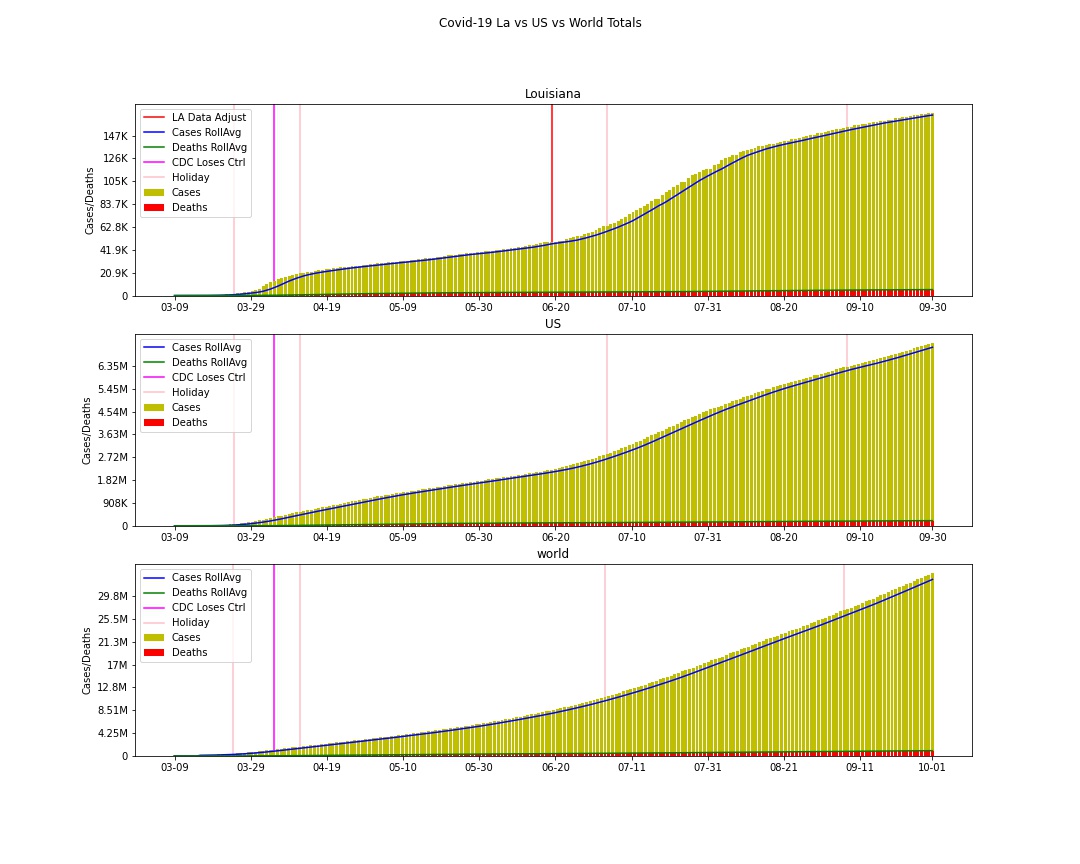 Covid-19 La vs US vs World Totals
Louisiana
LA Data Adjust
Cases RollAvg
Deaths RollAvg
CDC Loses Ctrl
Holiday
Cases
Deaths
Cases/Deaths
147K
126K
105K
83.7K
62.8K
41.9K
20.9K
0
03-09 03-29 04-19 05-09 05-30 06-20 07-10 07-31 08-20 09-10 09-30
US
Cases RollAvg
Deaths RollAvg
CDC Loses Ctrl
Holiday
Cases
Deaths
Cases/Deaths
6.35M
5.45M
4.54M
3.63M
2.72M
1.82M
908K
0
03-09 03-29 04-19 05-09 05-30 06-20 07-10 07-31 08-20 09-10 09-30
world
Cases RollAvg
Deaths RollAvg
CDC Loses Ctrl
Holiday
Cases
Deaths
Cases/Deaths
29.8M
25.5M
21.3M
17M
12.8M
8.51M
4.25M
0
03-09 03-29 04-19 05-10 05-30 06-20 07-11 07-31 08-21 09-11 10-01